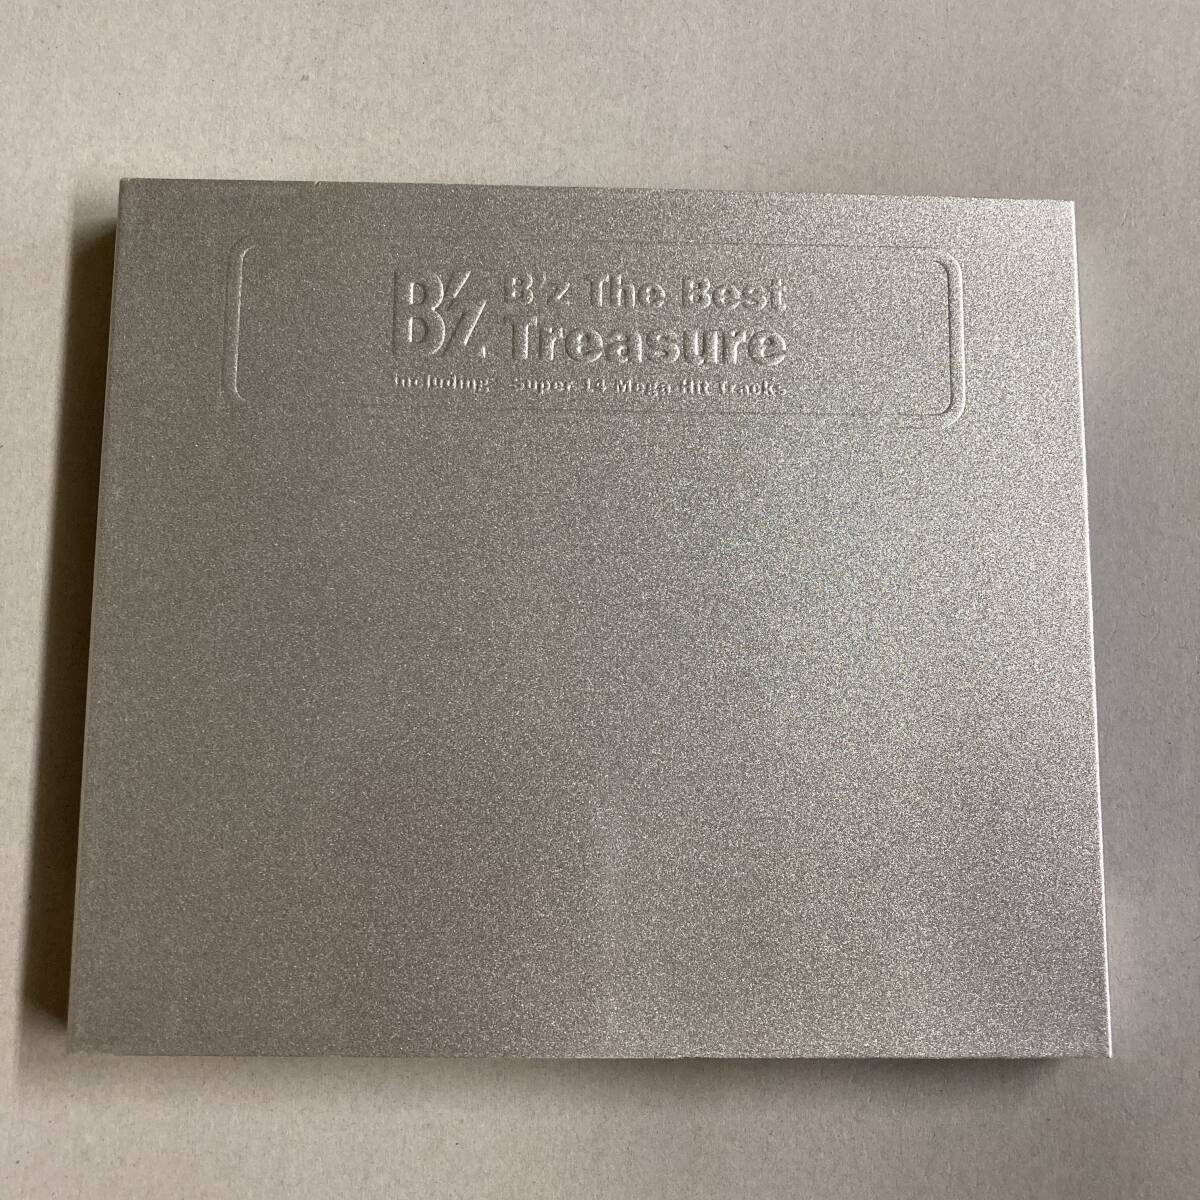 B'z
B'z The Best
Treasure
including Super 14 Mega-Hit Tracks